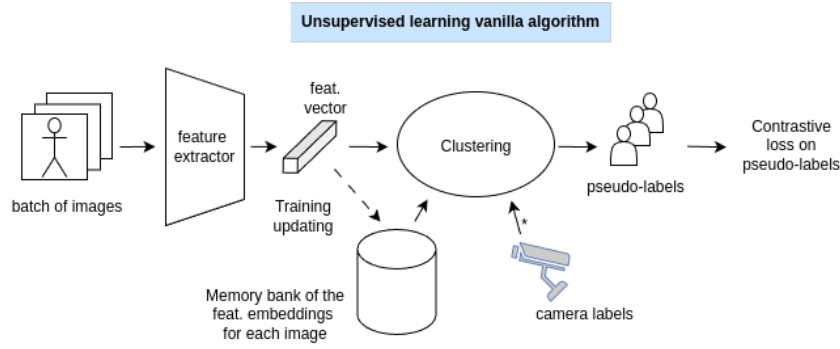 Unsupervised learning vanilla algorithm
batch of images
feature
extractor
feat.
vector
Training
updating
Memory bank of the
feat. embeddings
for each image
Clustering
*
camera labels
pseudo-labels
Contrastive
loss on
pseudo-labels